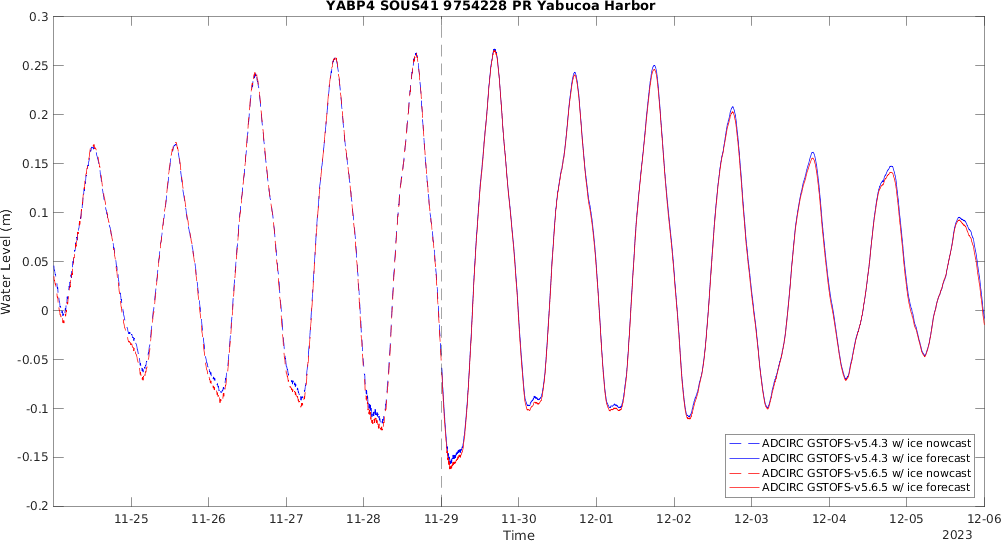 YABP4 SOUS41 9754228 PR Yabucoa Harbor
0.3
0.25
0.2
0.15
0.1
0.05
0
-0.05
-0.1
-0.15
-0.2
Water Level (m)
11-25 11-26 11-27 11-28 11-29 11-30 12-01 12-02 12-03 12-04 12-05 12-06
Time
2023
ADCIRC GSTOFS-v5.4.3 w/ ice nowcast
ADCIRC GSTOFS-v5.4.3 w/ ice forecast
ADCIRC GSTOFS-v5.6.5 w/ ice nowcast
ADCIRC GSTOFS-v5.6.5 w/ ice forecast